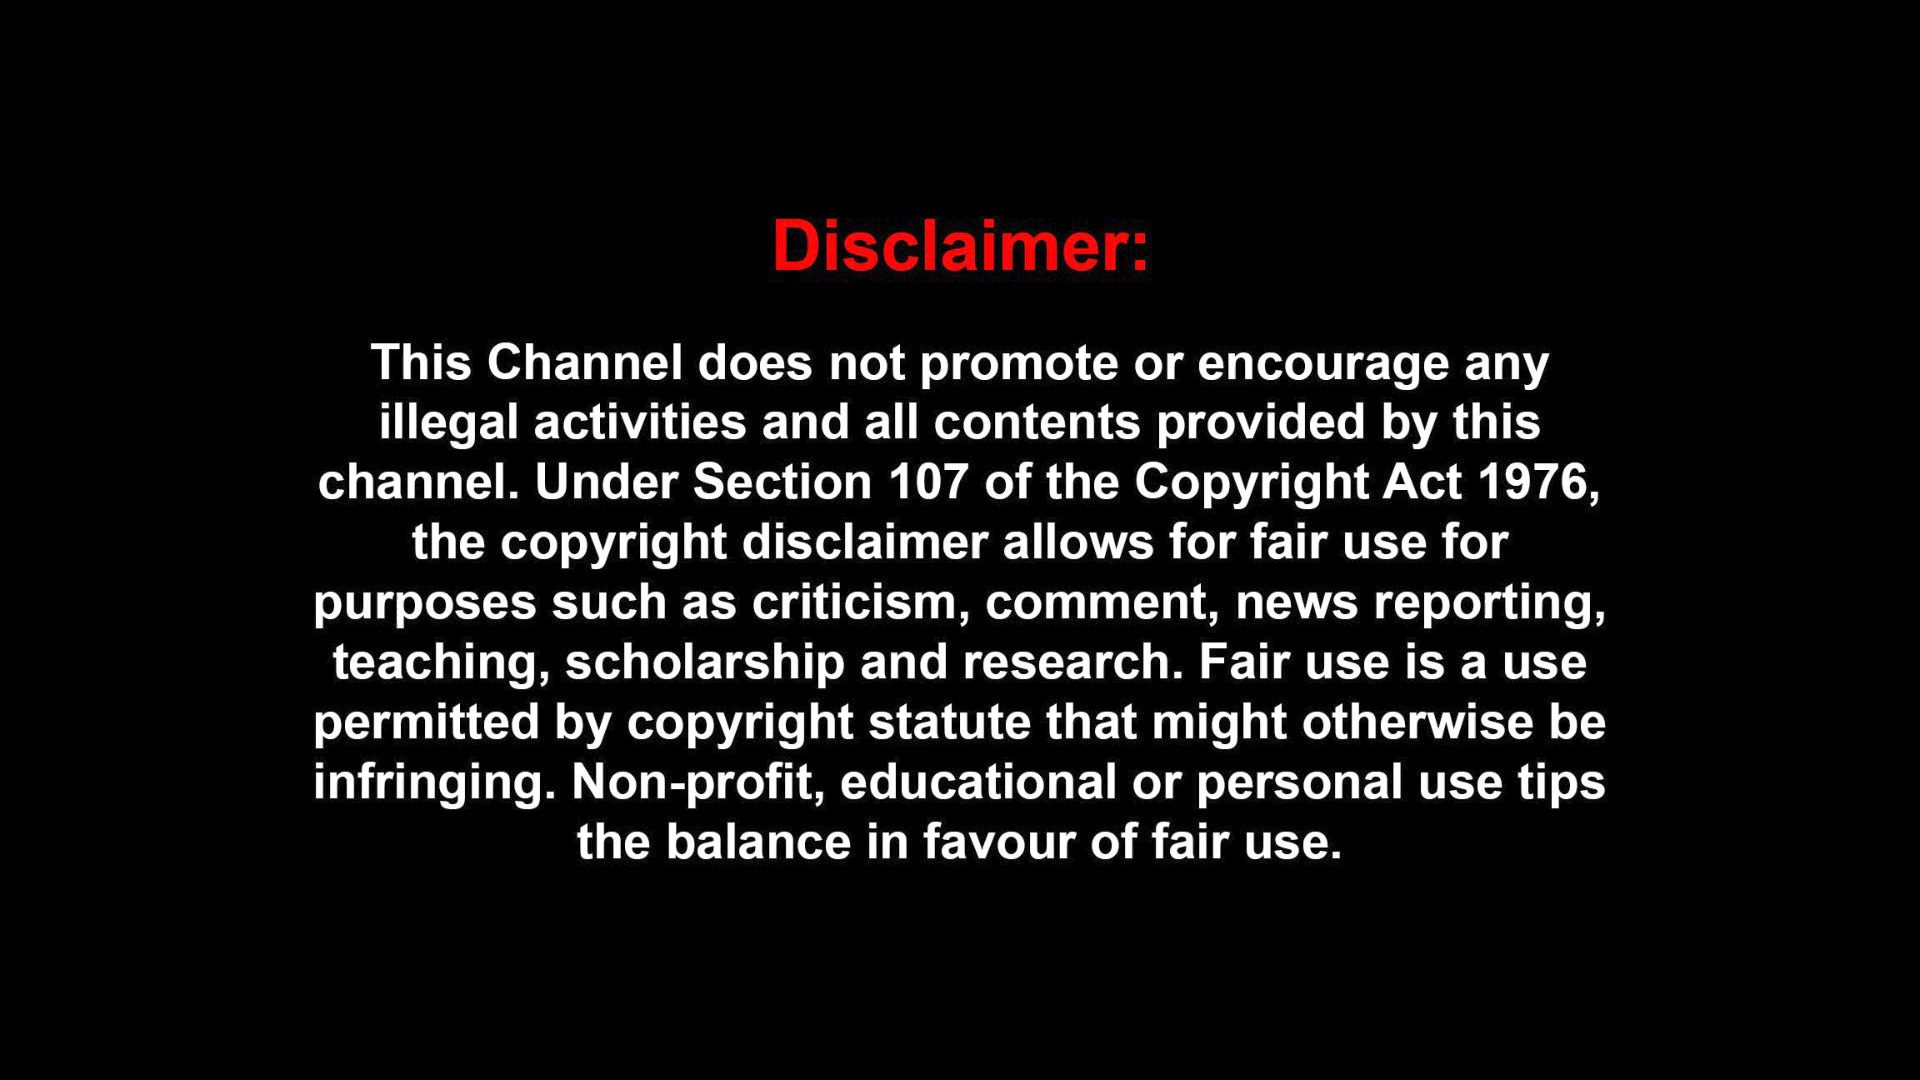 Disclaimer:
This Channel does not promote or encourage any
illegal activities and all contents provided by this
channel. Under Section 107 of the Copyright Act 1976,
the copyright disclaimer allows for fair use for
purposes such as criticism, comment, news reporting,
teaching, scholarship and research. Fair use is a use
permitted by copyright statute that might otherwise be
infringing. Non-profit, educational or personal use tips
the balance in favour of fair use.